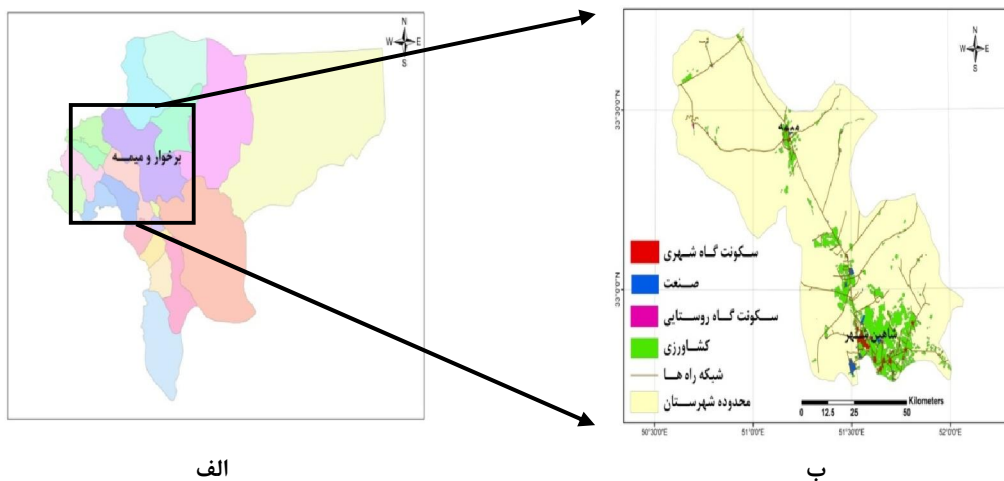 N
W E
S
برخوار و میمه
الف
N
W E
S
میمه
شاهین شهر
سکونت گاه شهری
صنعت
سکونت گاه روستایی
کشاورزی
شبکه راه ها
محدوده شهرستان
Kilometers
0 12.5 25 50
50°30'0"E 51°0'0"E 51°30'0"E 52°0'0"E
ب